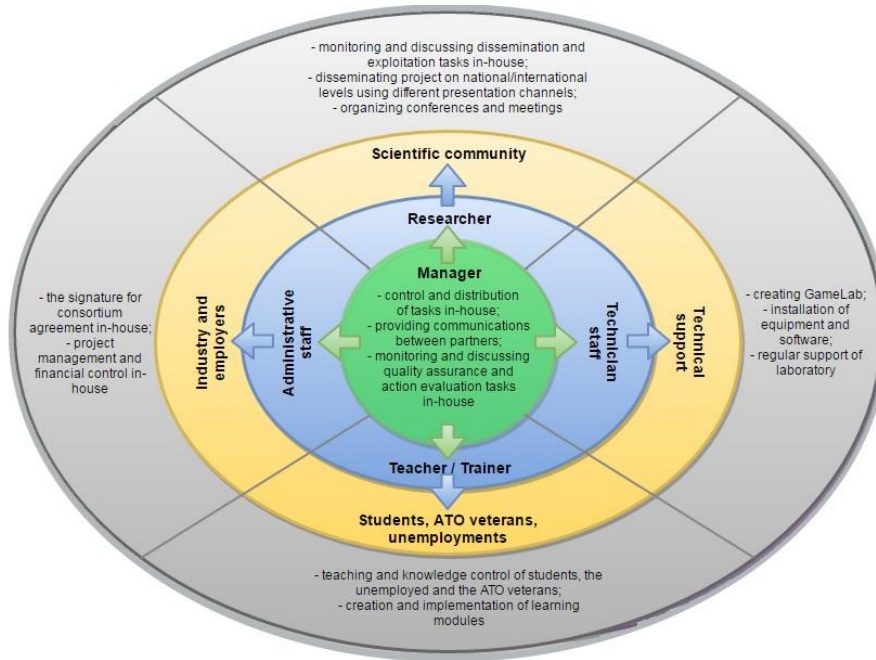 - monitoring and discussing dissemination and
exploitation tasks in-house;
- disseminating project on national/international
levels using different presentation channels;
- organizing conferences and meetings
Scientific community
Researcher
Manager
- control and distribution
of tasks in-house;
- providing communications
between partners;
- monitoring and discussing
quality assurance and
action evaluation tasks
in-house
- the signature for
consortium
agreement in-house;
- project
management and
financial control in-
house
Industry and
employers
Administrative
staff
Technician
staff
Technical
support
- creating GameLab;
- installation of
equipment and
software;
- regular support of
laboratory
Teacher / Trainer
Students, ATO veterans,
unemployments
- teaching and knowledge control of students, the
unemployed and the ATO veterans;
- creation and implementation of learning
modules